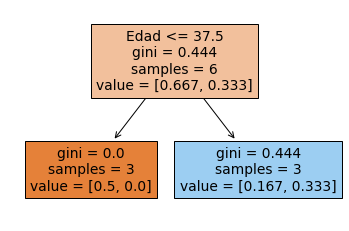 Edad <= 37.5
gini = 0.444
samples = 6
value = [0.667, 0.333]
gini = 0.0
samples = 3
value = [0.5, 0.0]
gini = 0.444
samples = 3
value = [0.167, 0.333]